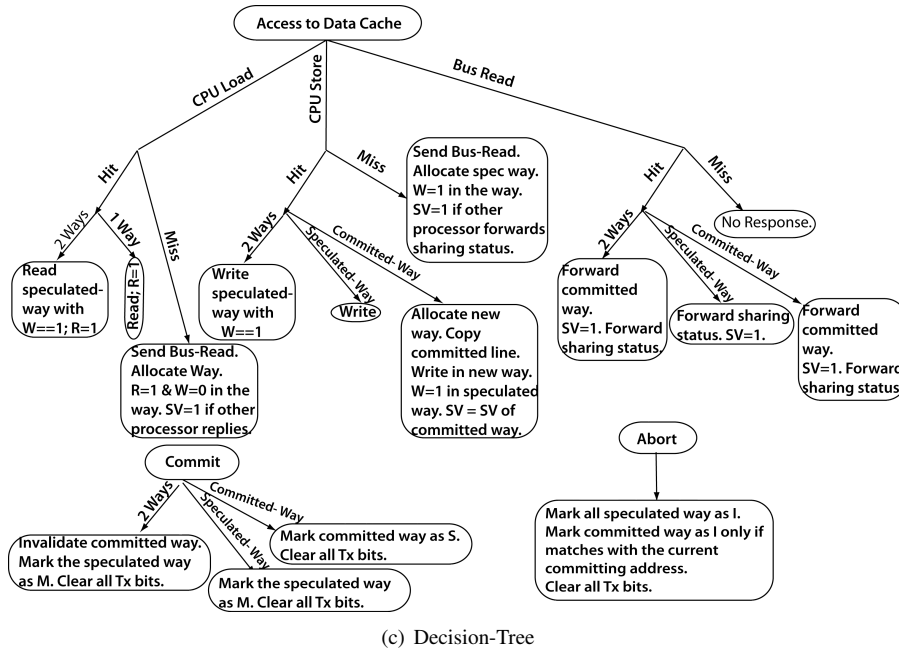 Access to Data Cache
CPU Load
CPU Store
Bus Read
Hit
2 Ways
1 Way
Miss
Read
speculated-
way with
W==1; R=1
Read; R=1
Send Bus-Read.
Allocate Way.
R=1 & W=0 in the
way. SV=1 if other
processor replies.
Hit
Miss
2 Ways
Speculated- Way
Committed- Way
Send Bus-Read.
Allocate spec way.
W=1 in the way.
SV=1 if other
processor forwards
sharing status.
Write
speculated-
way with
W==1
Write
Allocate new
way. Copy
committed line.
Write in new way.
W=1 in speculated
way. SV = SV of
committed way.
Hit
Miss
No Response.
2 Ways
Speculated- Way
Committed- Way
Forward
committed
way.
SV=1. Forward
sharing status.
Forward sharing
status. SV=1.
Forward
committed
way.
SV=1. Forward
sharing status
Commit
2 Ways
Speculated- Way
Committed- Way
Invalidate committed way.
Mark the speculated way
as M. Clear all Tx bits.
Mark the speculated way
as M. Clear all Tx bits.
Mark committed way as S.
Clear all Tx bits.
Abort
Mark all speculated way as I.
Mark committed way as I only if
matches with the current
committing address.
Clear all Tx bits.
(c) Decision-Tree